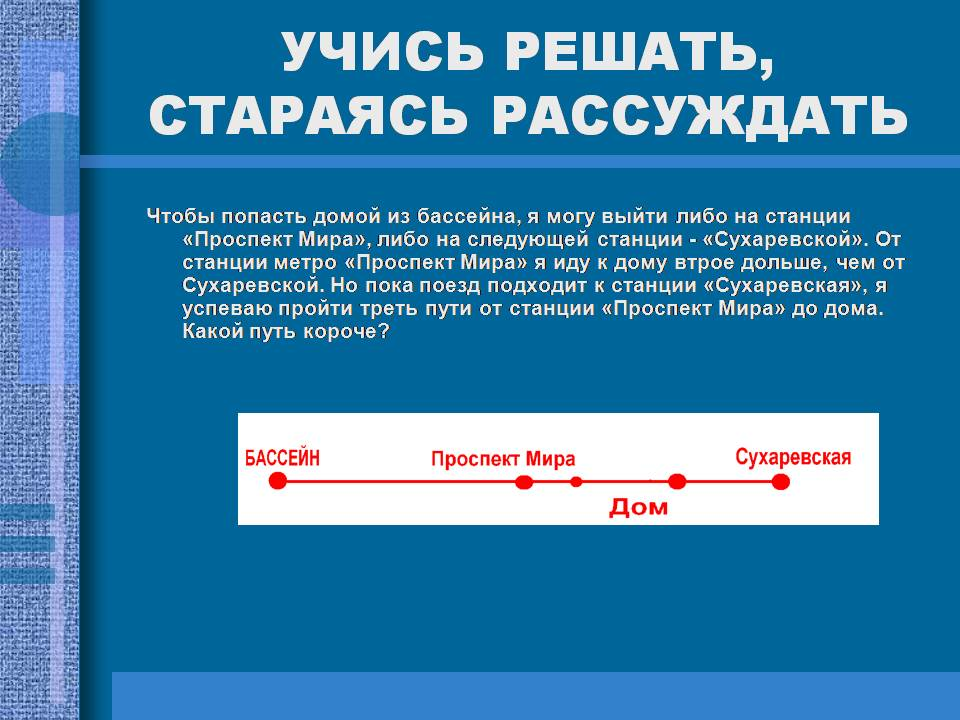 УЧИСЬ РЕШАТЬ,
СТАРАЯСЬ РАССУЖДАТЬ
Чтобы попасть домой из бассейна, я могу выйти либо на станции
«Проспект Мира», либо на следующей станции - «Сухаревской». От
станции метро «Проспект Мира» я иду к дому втрое дольше, чем от
Сухаревской. Но пока поезд подходит к станции «Сухаревская», я
успеваю пройти треть пути от станции «Проспект Мира» до дома.
Какой путь короче?
БАССЕЙН Проспект Мира Сухаревская
Дом